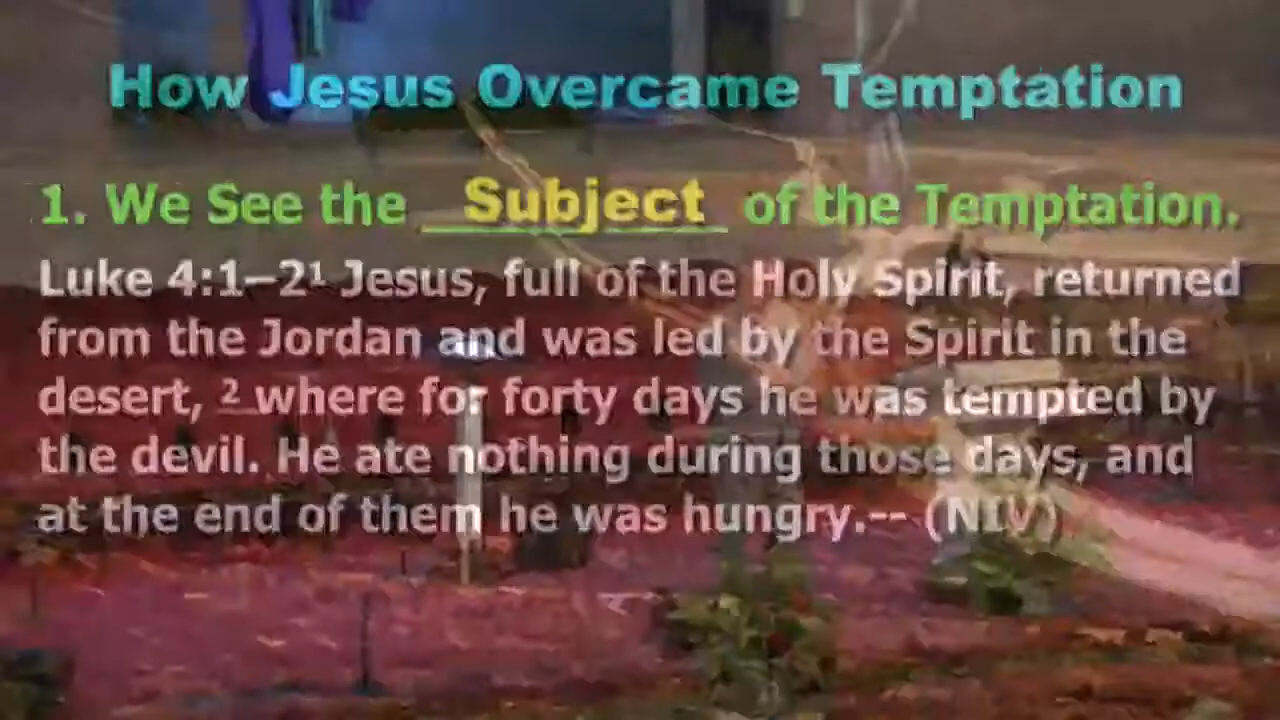 How Jesus Overcame Temptation
1. We See the Subject of the Temptation.
Luke 4:1–2¹ Jesus, full of the Holy Spirit, returned
from the Jordan and was led by the Spirit in the
desert, ² where for forty days he was tempted by
the devil. He ate nothing during those days, and
at the end of them he was hungry.-- (NIV)